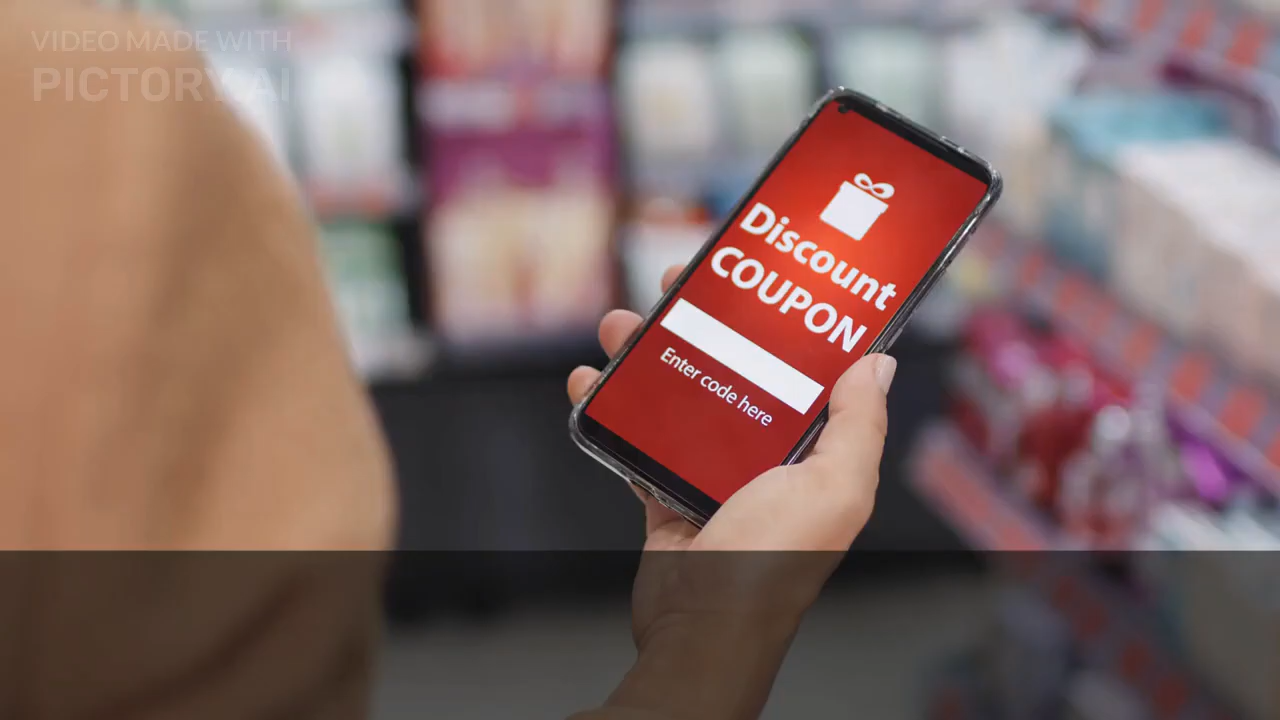 VIDEO MADE WITH
PICTORY.AI
Discount
COUPON
Enter code here